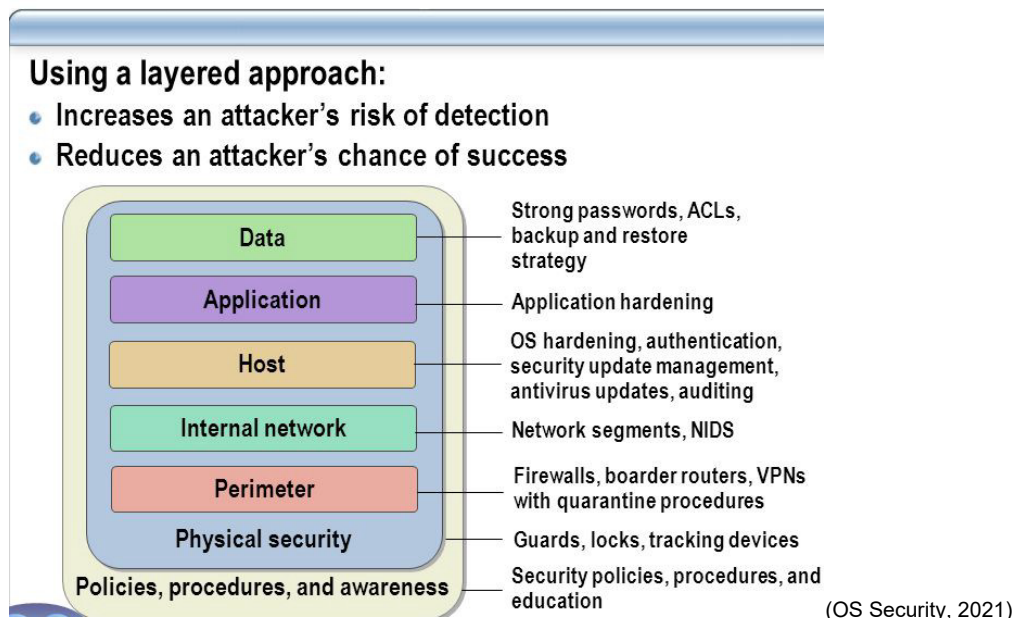 Using a layered approach:
Increases an attacker's risk of detection
Reduces an attacker's chance of success
Data
Strong passwords, ACLs,
backup and restore
strategy
Application
Application hardening
Host
OS hardening, authentication,
security update management,
antivirus updates, auditing
Internal network
Network segments, NIDS
Perimeter
Firewalls, boarder routers, VPNs
with quarantine procedures
Physical security
Guards, locks, tracking devices
Policies, procedures, and awareness
Security policies, procedures, and
education
(OS Security, 2021)